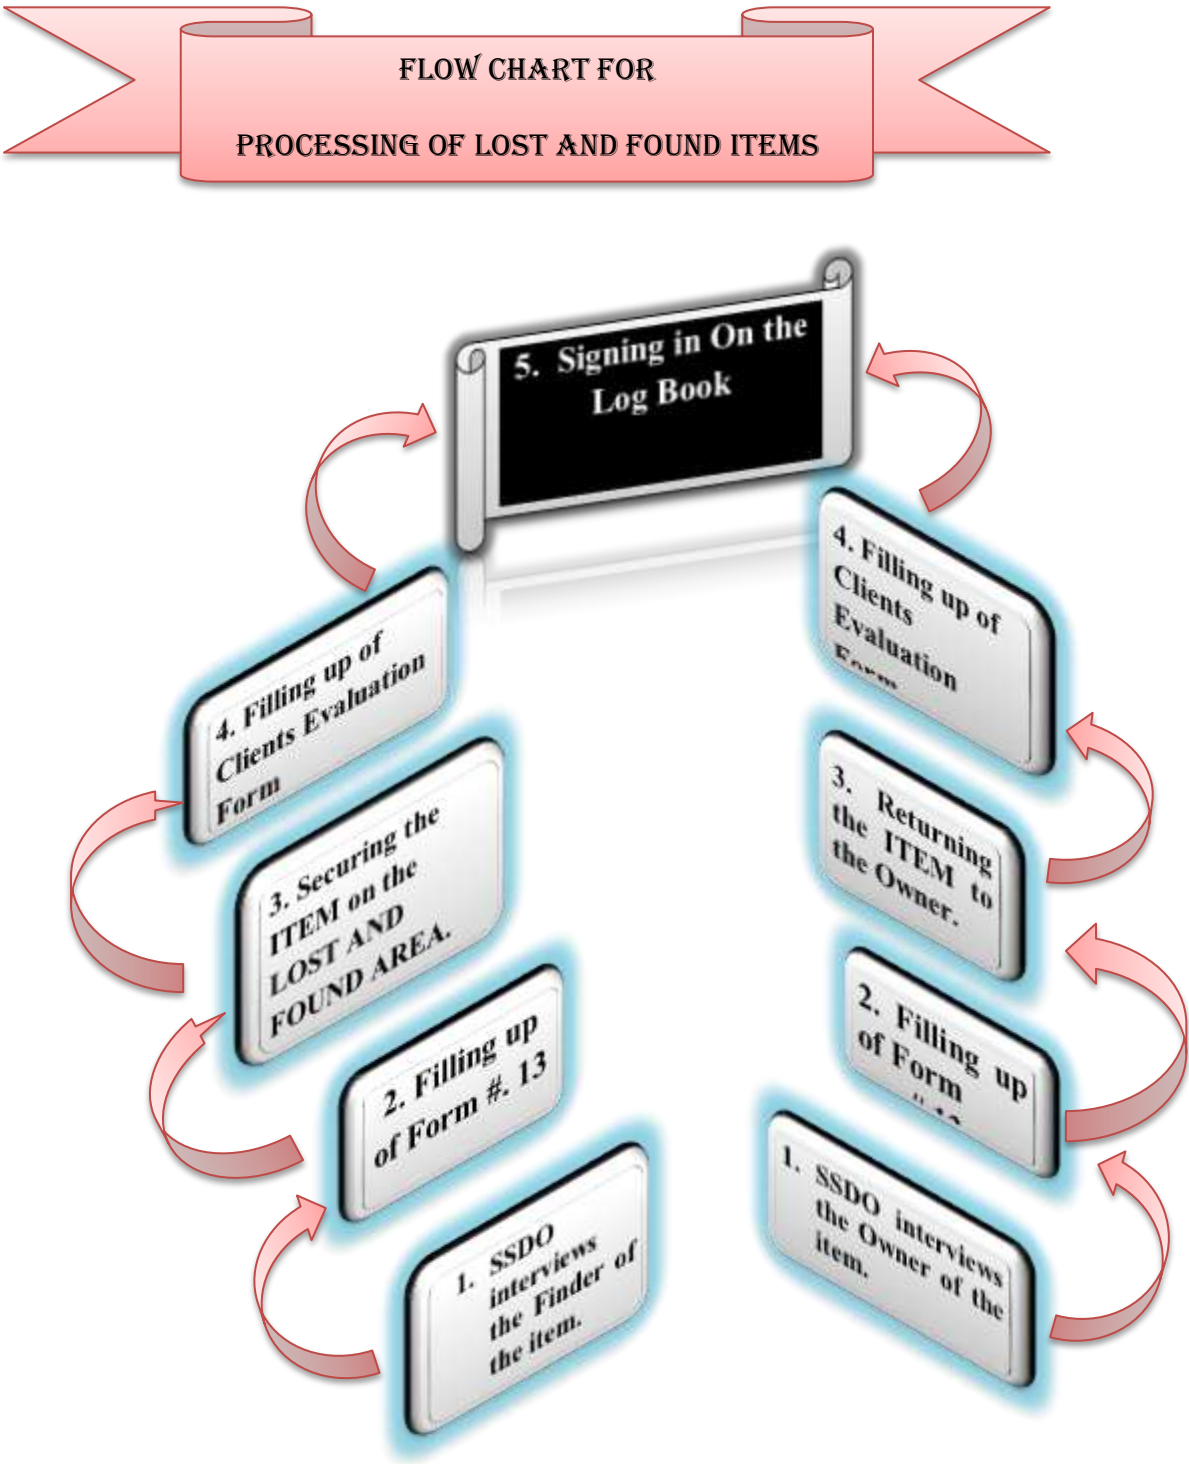 FLOW CHART FOR
PROCESSING OF LOST AND FOUND ITEMS
5. Signing in On the
Log Book
4. Filling up of
Clients Evaluation
Form
3. Securing the
ITEM on the
LOST AND
FOUND AREA.
2. Filling up
of Form #. 13
1. SSDO
interviews
the Finder of
the item.
4. Filling up of
Clients
Evaluation
Form
3. Returning
the ITEM to
the Owner.
2. Filling up
of Form
1. SSDO interviews
the Owner of the
item.